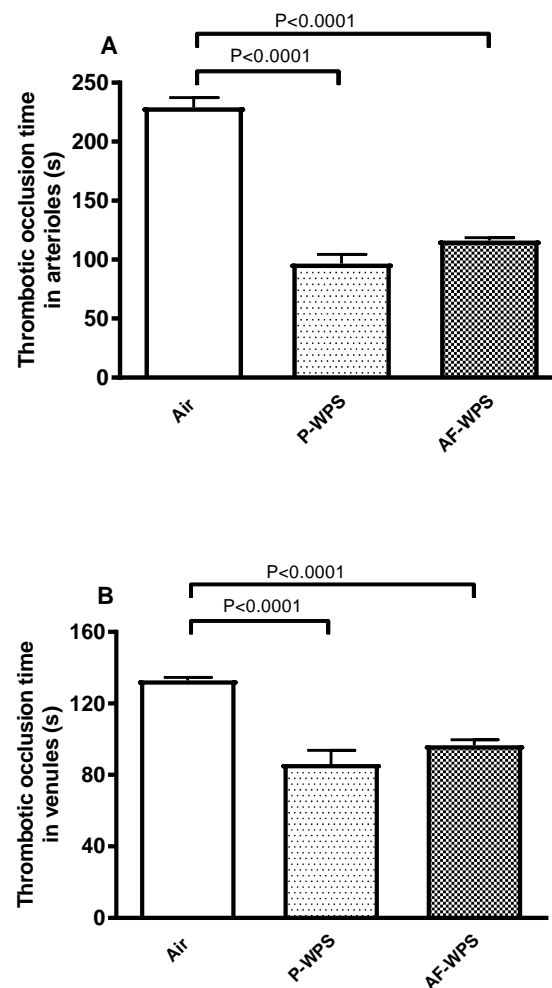 A
P<0.0001
P<0.0001
Thrombotic occlusion time
in arterioles (s)
250
200
150
100
50
0
Air
P-WPS
AF-WPS
B
P<0.0001
P<0.0001
Thrombotic occlusion time
in venules (s)
160
120
80
40
0
Air
P-WPS
AF-WPS